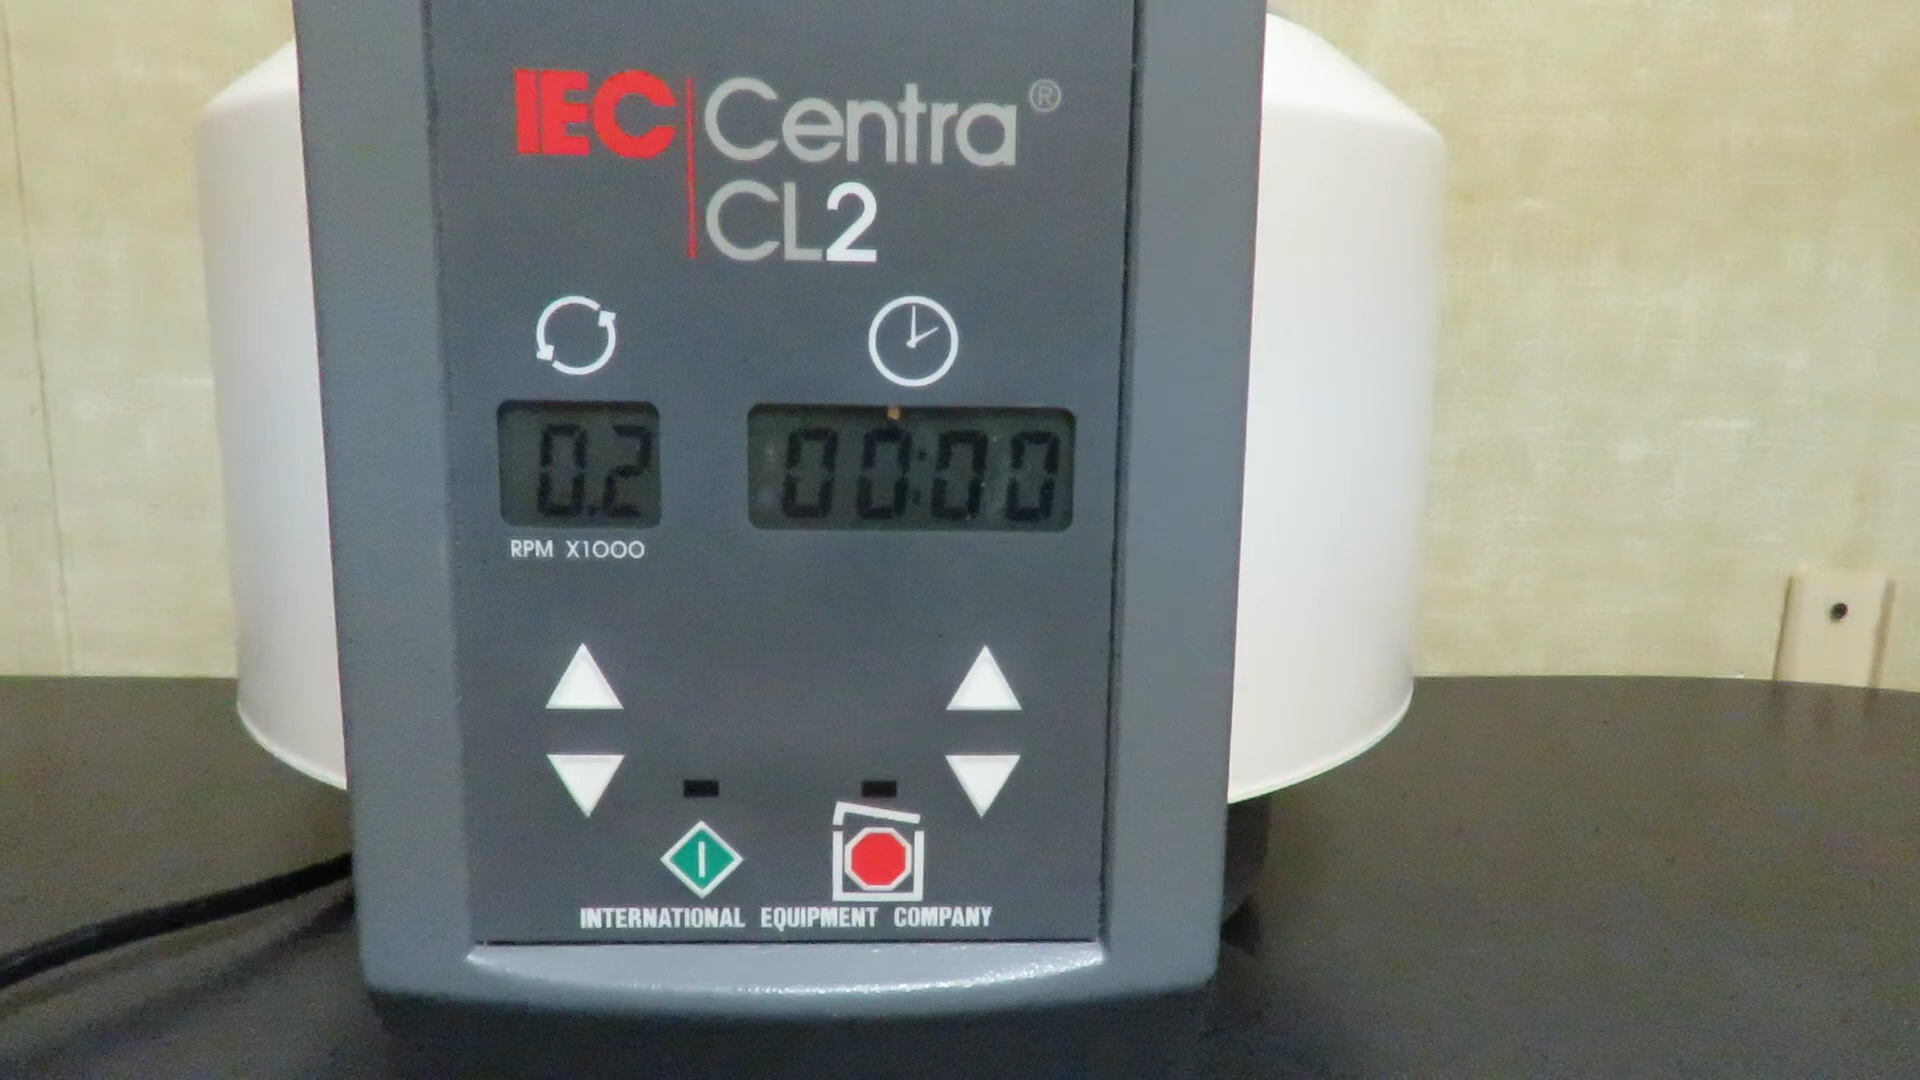 IEC Centra®
CL2
0.2 00:00
RPM X1000
INTERNATIONAL EQUIPMENT COMPANY